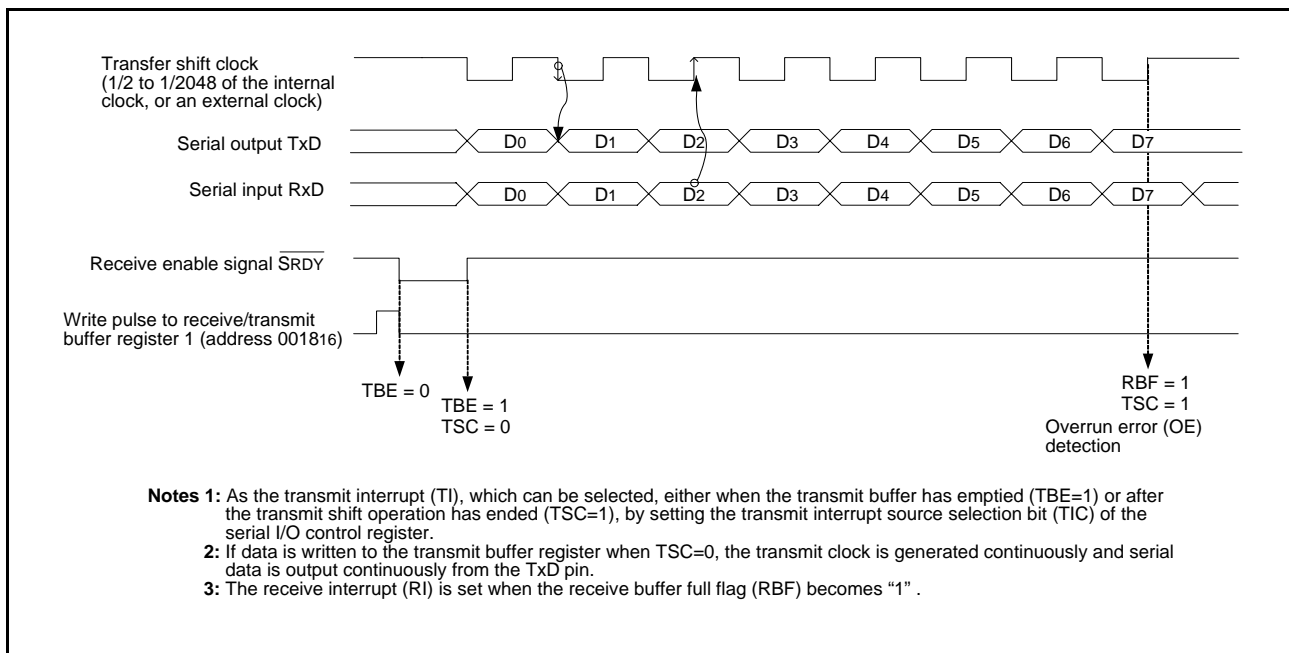 Transfer shift clock
(1/2 to 1/2048 of the internal
clock, or an external clock)
Serial output TxD
D0 D1 D2 D3 D4 D5 D6 D7
Serial input RxD
D0 D1 D2 D3 D4 D5 D6 D7
Receive enable signal SRDY
Write pulse to receive/transmit
buffer register 1 (address 001816)
TBE = 0
TBE = 1
TSC = 0
RBF = 1
TSC = 1
Overrun error (OE)
detection
Notes 1: As the transmit interrupt (TI), which can be selected, either when the transmit buffer has emptied (TBE=1) or after
the transmit shift operation has ended (TSC=1), by setting the transmit interrupt source selection bit (TIC) of the
serial I/O control register.
2: If data is written to the transmit buffer register when TSC=0, the transmit clock is generated continuously and serial
data is output continuously from the TxD pin.
3: The receive interrupt (RI) is set when the receive buffer full flag (RBF) becomes “1” .